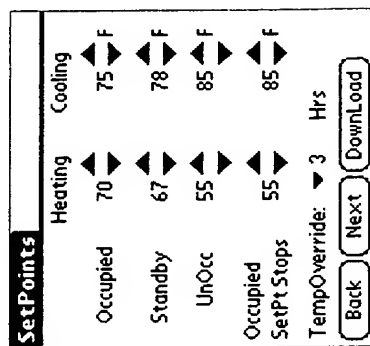 SetPoints
Heating Cooling
Occupied 70 75 F
Standby 67 78 F
UnOcc 55 85 F
Occupied
SetPt Stops 55 85 F
TempOverride: 3 Hrs
Back Next DownLoad